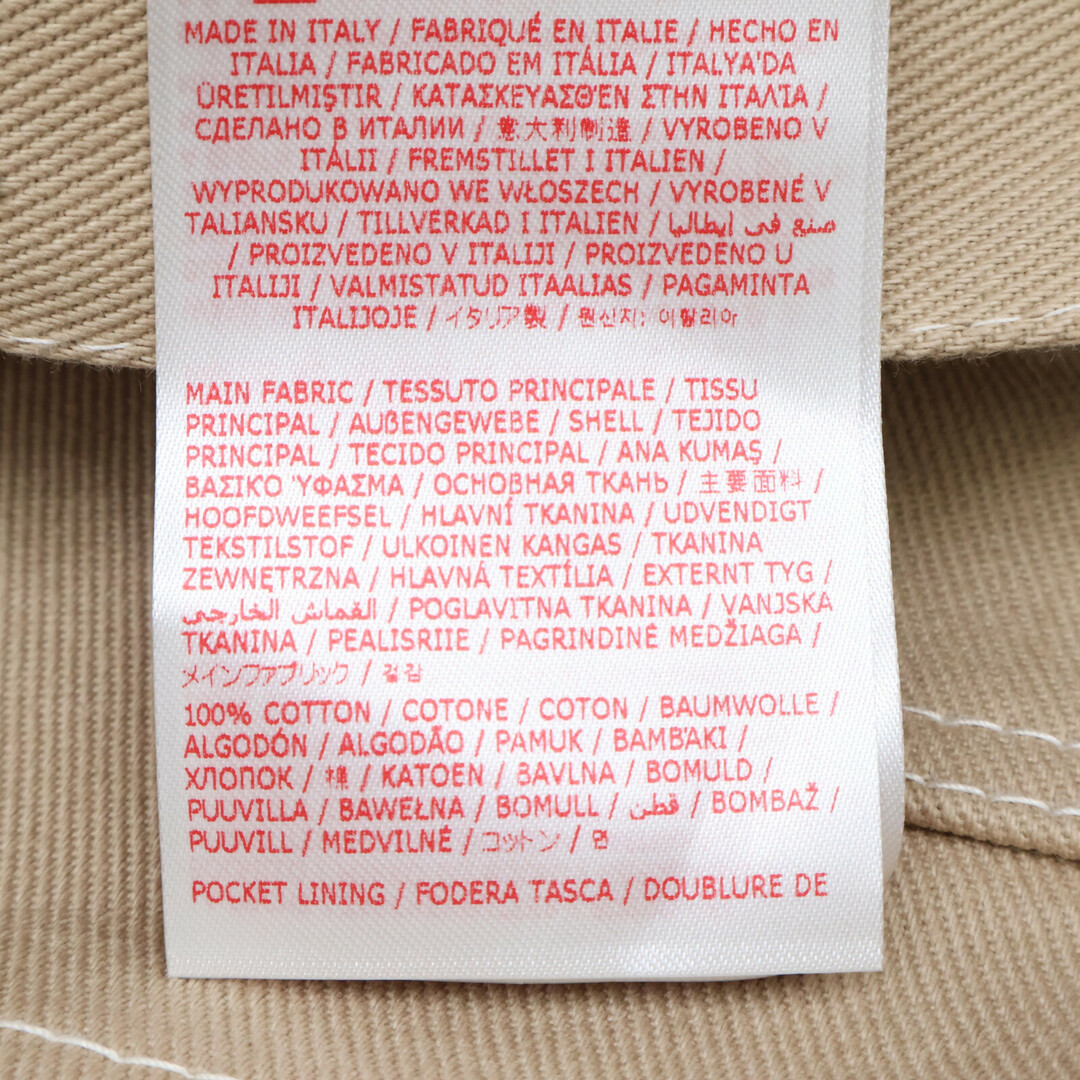 MADE IN ITALY / FABRIQUÉ EN ITALIE / HECHO EN
ITALIA / FABRICADO EM ITÁLIA / ITALYA'DA
ÜRETILMIŞTIR / ΚΑΤΑΣΚΕΥΑΣΘΈΝ ΣΤΗΝ ΙΤΑΛΊΑ /
СДЕЛАНО В ИТАЛИИ / 意大利制造 / VYROBENO V
ITÁLII / FREMSTILLET I ITALIEN /
WYPRODUKOWANO WE WŁOSZECH / VYROBENÉ V
TALIANSKU / TILLVERKAD I ITALIEN / صنع في إيطاليا
/ PROIZVEDENO V ITALIJI / PROIZVEDENO U
ITALIJI / VALMISTATUD ITAALIAS / PAGAMINTA
ITALIJOJE / イタリア製 / 원산지: 이탈리아
MAIN FABRIC / TESSUTO PRINCIPALE / TISSU
PRINCIPAL / AUßENGEWEBE / SHELL / TEJIDO
PRINCIPAL / TECIDO PRINCIPAL / ANA KUMAŞ /
ΒΑΣΙΚΟ ΎΦΑΣΜΑ / ОСНОВНАЯ ТКАНЬ / 主要面料 /
HOOFDWEEFSEL / HLAVNÍ TKANINA / UDVENDIGT
TEKSTILSTOF / ULKOINEN KANGAS / TKANINA
ZEWNĘTRZNA / HLAVNÁ TEXTÍLIA / EXTERNT TYG /
القماش الخارجي / POGLAVITNA TKANINA / VANJSKA
TKANINA / PEALISRIIE / PAGRINDINĖ MEDŽIAGA /
メインファブリック / 겉감
100% COTTON / COTONE / COTON / BAUMWOLLE /
ALGODÓN / ALGODÃO / PAMUK / ΒΑΜΒΆΚΙ /
ХЛОПОК / 棉 / KATOEN / BAVLNA / BOMULD /
PUUVILLA / BAWEŁNA / BOMULL / قطن / BOMBAŽ /
PUUVILL / MEDVILNĖ / コットン / 면
POCKET LINING / FODERA TASCA / DOUBLURE DE